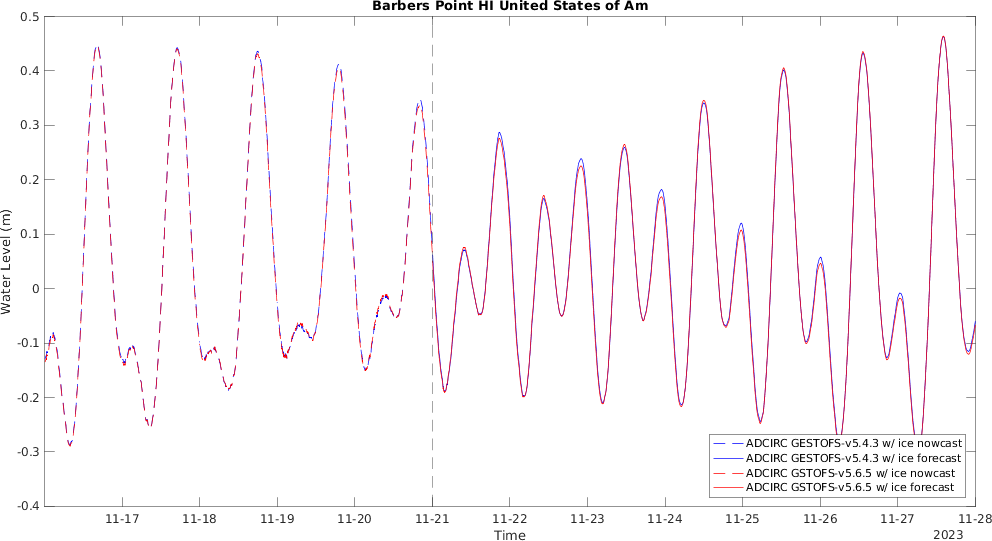 Barbers Point HI United States of Am
Water Level (m)
0.5
0.4
0.3
0.2
0.1
0
-0.1
-0.2
-0.3
-0.4
ADCIRC GESTOFS-v5.4.3 w/ ice nowcast
ADCIRC GESTOFS-v5.4.3 w/ ice forecast
ADCIRC GSTOFS-v5.6.5 w/ ice nowcast
ADCIRC GSTOFS-v5.6.5 w/ ice forecast
11-17 11-18 11-19 11-20 11-21 11-22 11-23 11-24 11-25 11-26 11-27 11-28
Time
2023